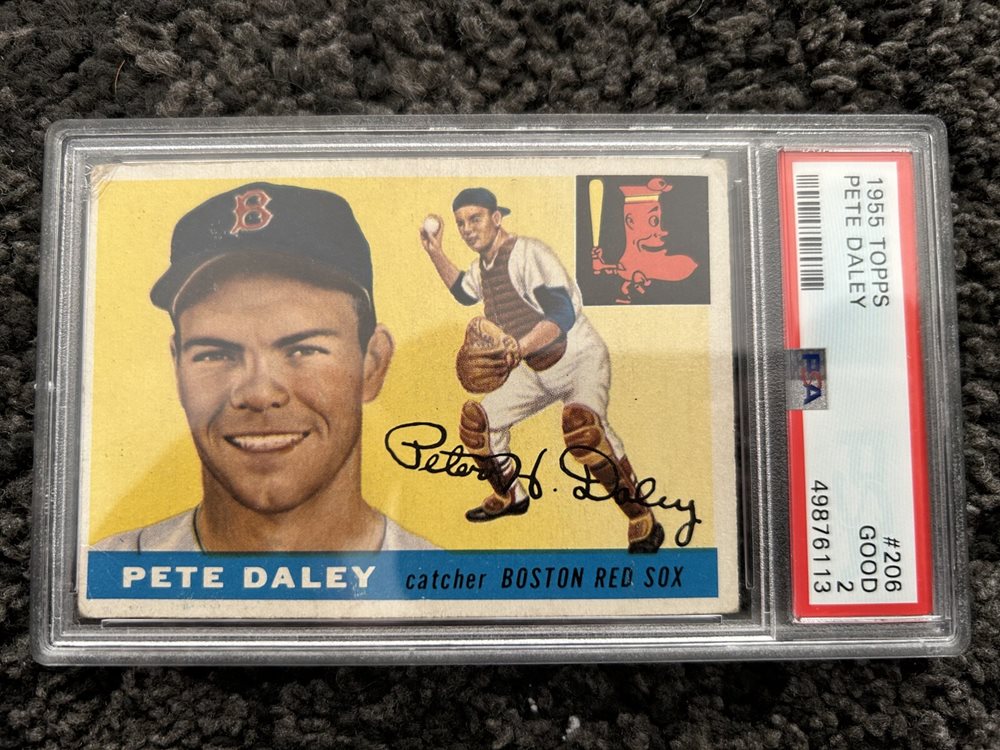 B
Peter H. Daley
PETE DALEY catcher BOSTON RED SOX
1955 TOPPS
PETE DALEY
PSA
#206
GOOD
2
49876113